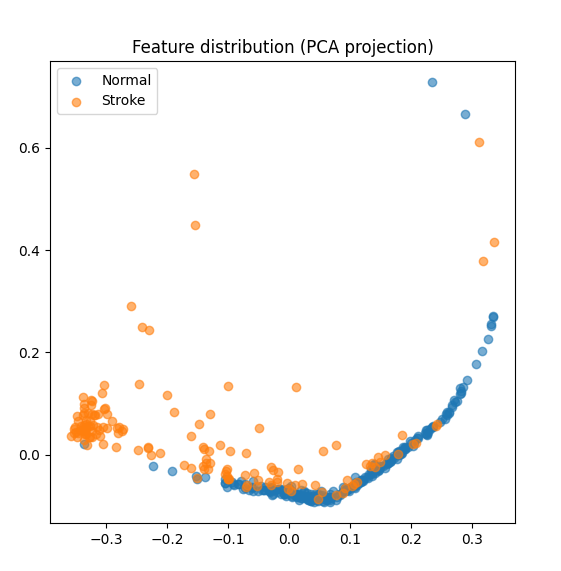 Feature distribution (PCA projection)
Normal
Stroke
0.6
0.4
0.2
0.0
−0.3 −0.2 −0.1 0.0 0.1 0.2 0.3